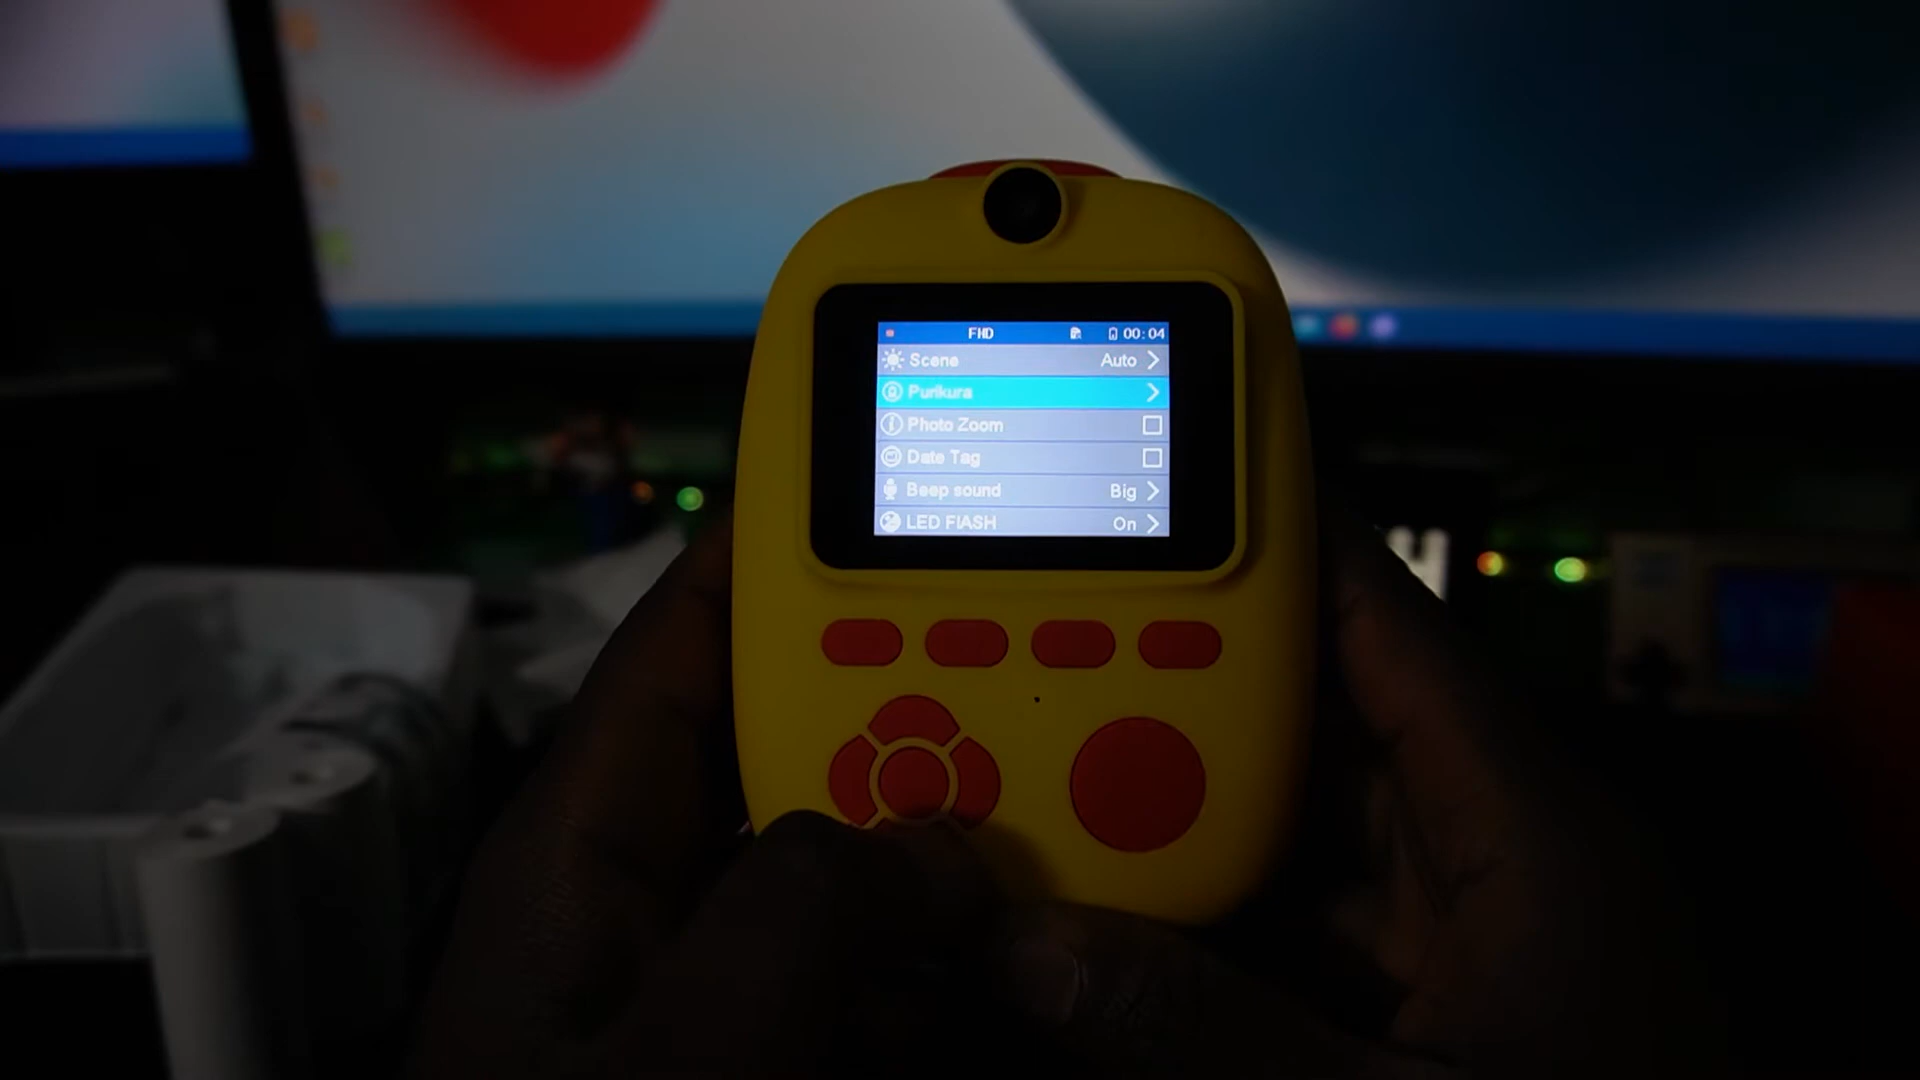 FHD 00:04
Scene Auto
Purikura
Photo Zoom
Date Tag
Beep sound Big
LED FlASH On